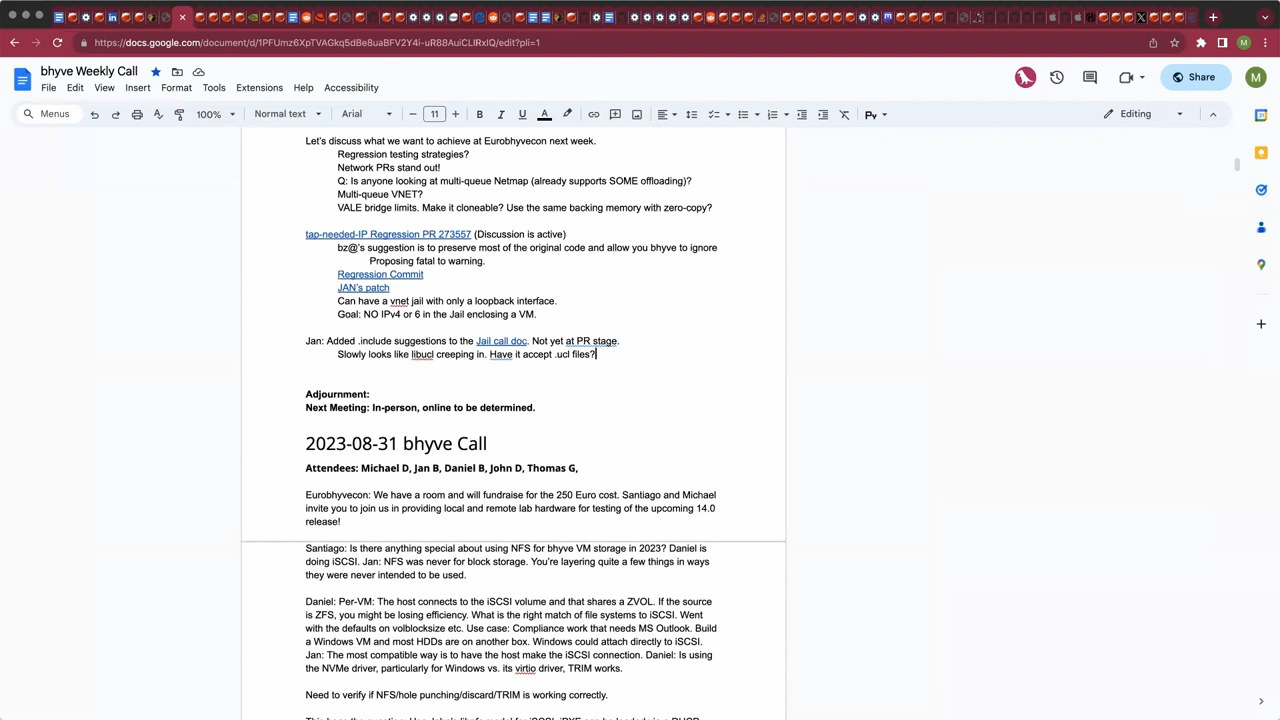 https://docs.google.com/document/d/1PFUmz6XpTVAGkq5dBe8uaBFV2Y4i-uR88AuiCLIRxIQ/edit?pli=1
bhyve Weekly Call
File Edit View Insert Format Tools Extensions Help Accessibility
Share
M
Menus 100% Normal text Arial 11 Editing
Let's discuss what we want to achieve at Eurobhyvecon next week.
Regression testing strategies?
Network PRs stand out!
Q: Is anyone looking at multi-queue Netmap (already supports SOME offloading)?
Multi-queue VNET?
VALE bridge limits. Make it cloneable? Use the same backing memory with zero-copy?
tap-needed-IP Regression PR 273557 (Discussion is active)
bz@'s suggestion is to preserve most of the original code and allow you bhyve to ignore
Proposing fatal to warning.
Regression Commit
JAN's patch
Can have a vnet jail with only a loopback interface.
Goal: NO IPv4 or 6 in the Jail enclosing a VM.
Jan: Added .include suggestions to the Jail call doc. Not yet at PR stage.
Slowly looks like libucl creeping in. Have it accept .ucl files?
Adjournment:
Next Meeting: In-person, online to be determined.
2023-08-31 bhyve Call
Attendees: Michael D, Jan B, Daniel B, John D, Thomas G,
Eurobhyvecon: We have a room and will fundraise for the 250 Euro cost. Santiago and Michael
invite you to join us in providing local and remote lab hardware for testing of the upcoming 14.0
release!
Santiago: Is there anything special about using NFS for bhyve VM storage in 2023? Daniel is
doing iSCSI. Jan: NFS was never for block storage. You're layering quite a few things in ways
they were never intended to be used.
Daniel: Per-VM: The host connects to the iSCSI volume and that shares a ZVOL. If the source
is ZFS, you might be losing efficiency. What is the right match of file systems to iSCSI. Went
with the defaults on volblocksize etc. Use case: Compliance work that needs MS Outlook. Build
a Windows VM and most HDDs are on another box. Windows could attach directly to iSCSI.
Jan: The most compatible way is to have the host make the iSCSI connection. Daniel: Is using
the NVMe driver, particularly for Windows vs. its virtio driver, TRIM works.
Need to verify if NFS/hole punching/discard/TRIM is working correctly.